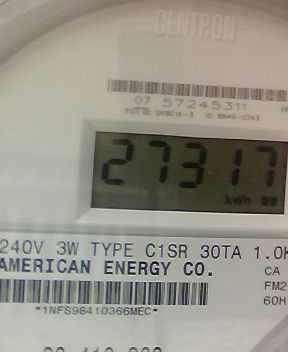 CENTRON®
07 57245311
27317
kWh
240V 3W TYPE C1SR 30TA 1.0K
AMERICAN ENERGY CO.
CA
FM2
60H
*1NFS98410366MEC*